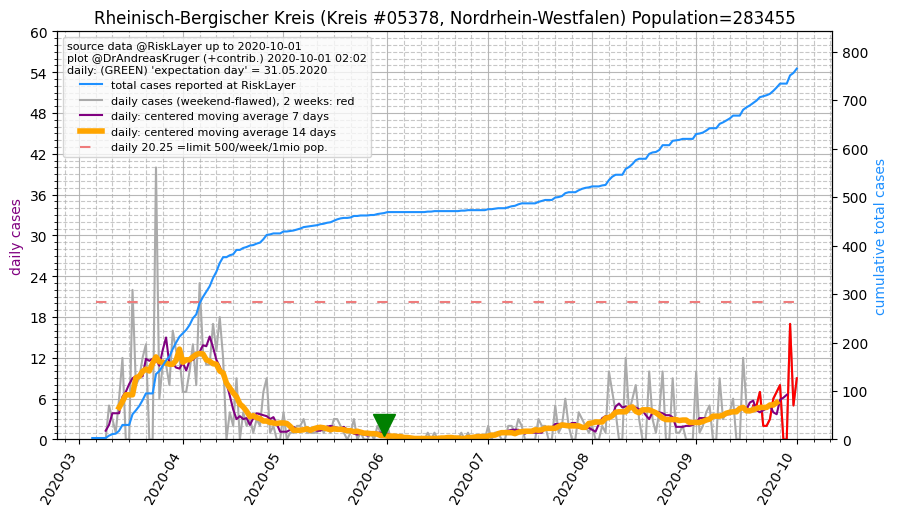 Rheinisch-Bergischer Kreis (Kreis #05378, Nordrhein-Westfalen) Population=283455
source data @RiskLayer up to 2020-10-01
plot @DrAndreasKruger (+contrib.) 2020-10-01 02:02
daily: (GREEN) 'expectation day' = 31.05.2020
total cases reported at RiskLayer
daily cases (weekend-flawed), 2 weeks: red
daily: centered moving average 7 days
daily: centered moving average 14 days
daily 20.25 =limit 500/week/1mio pop.
daily cases
60
54
48
42
36
30
24
18
12
6
0
cumulative total cases
800
700
600
500
400
300
200
100
0
2020-03
2020-04
2020-05
2020-06
2020-07
2020-08
2020-09
2020-10